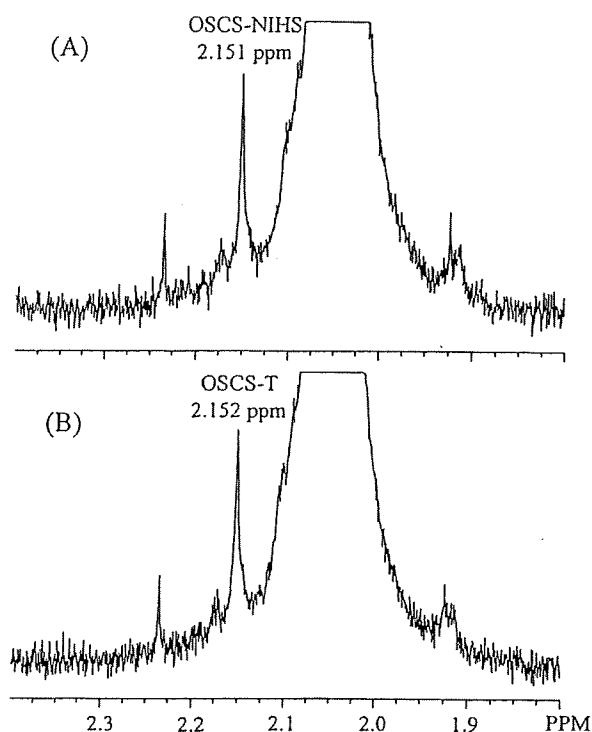 OSCS-NIHS
(A)
2.151 ppm
OSCS-T
(B)
2.152 ppm
2.3 2.2 2.1 2.0 1.9 PPM